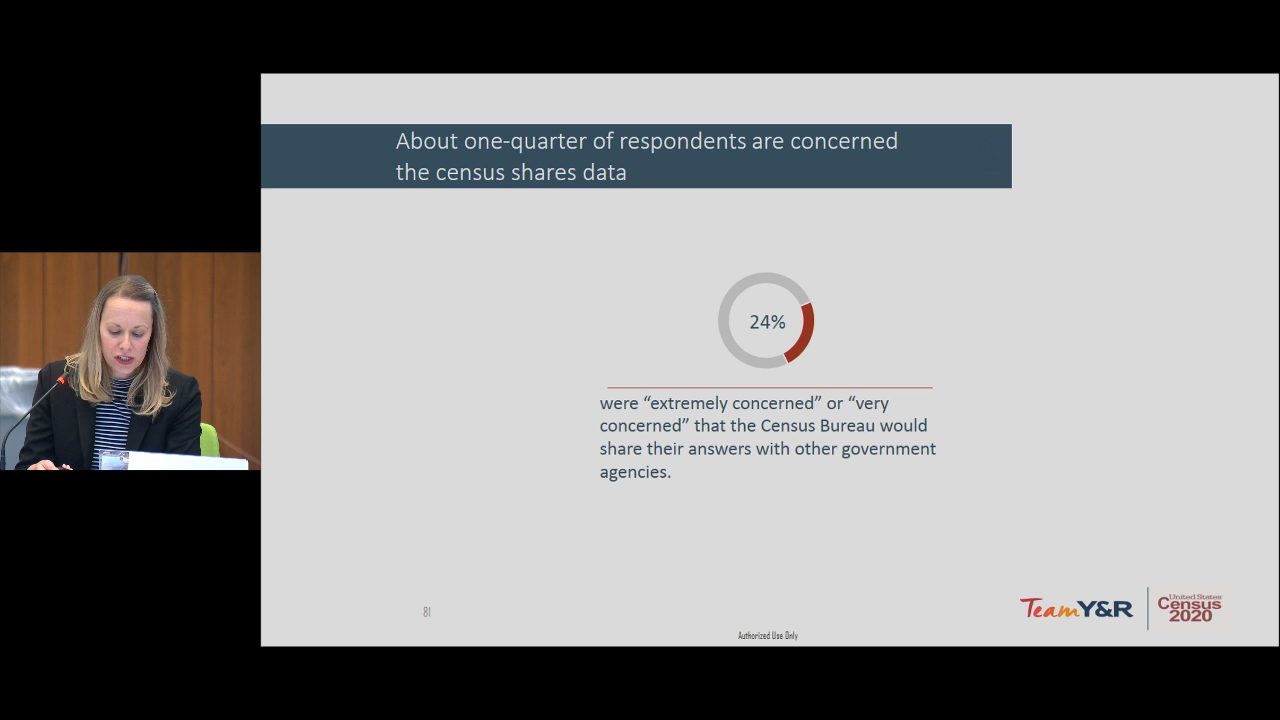 About one-quarter of respondents are concerned
the census shares data
24%
were “extremely concerned” or “very
concerned” that the Census Bureau would
share their answers with other government
agencies.
81
TeamY&R
United States
Census
2020
Authorized Use Only